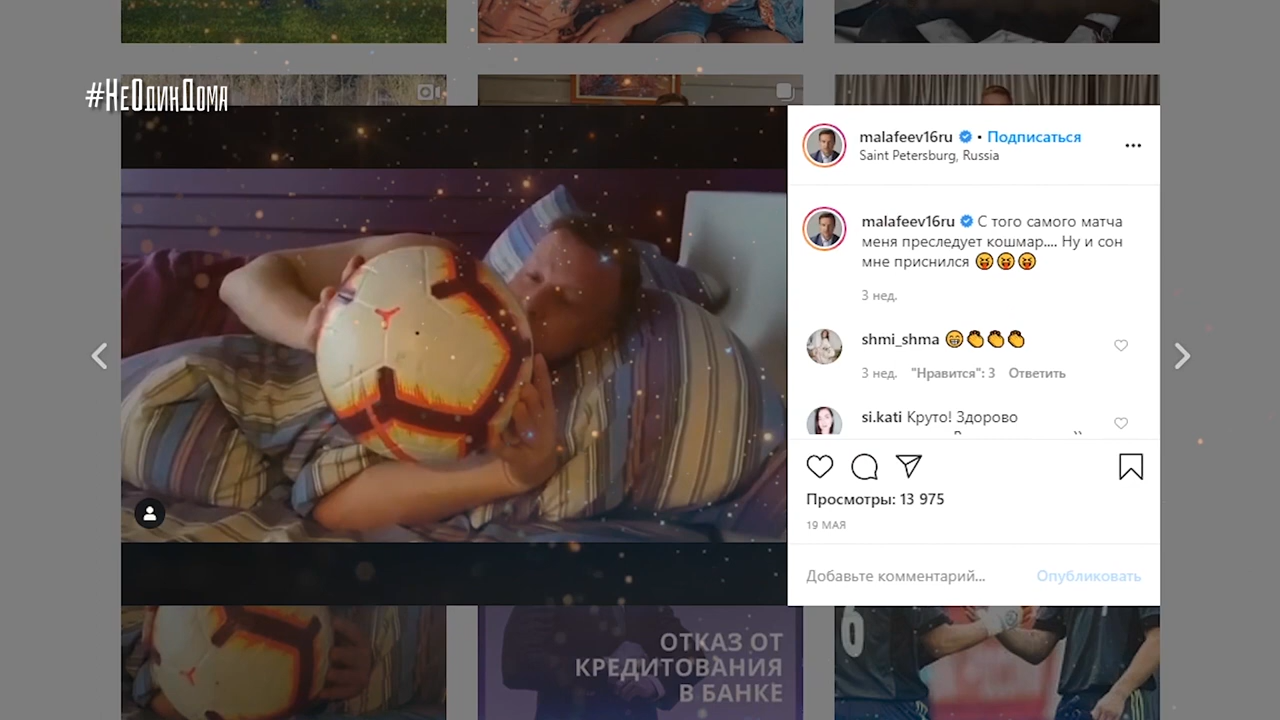 #НеОдинДома
malafeev16ru • Подписаться
Saint Petersburg, Russia
malafeev16ru С того самого матча
меня преследует кошмар.... Ну и сон
мне приснился 😝😝😝
3 нед.
shmi_shma 😁👏👏👏
3 нед. "Нравится": 3 Ответить
si.kati Круто! Здорово
Просмотры: 13 975
19 МАЯ
Добавьте комментарий... Опубликовать
6
ОТКАЗ ОТ
КРЕДИТОВАНИЯ
В БАНКЕ